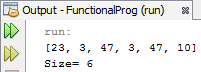 Output - FunctionalProg (run)
run:
[23, 3, 47, 3, 47, 10]
Size= 6